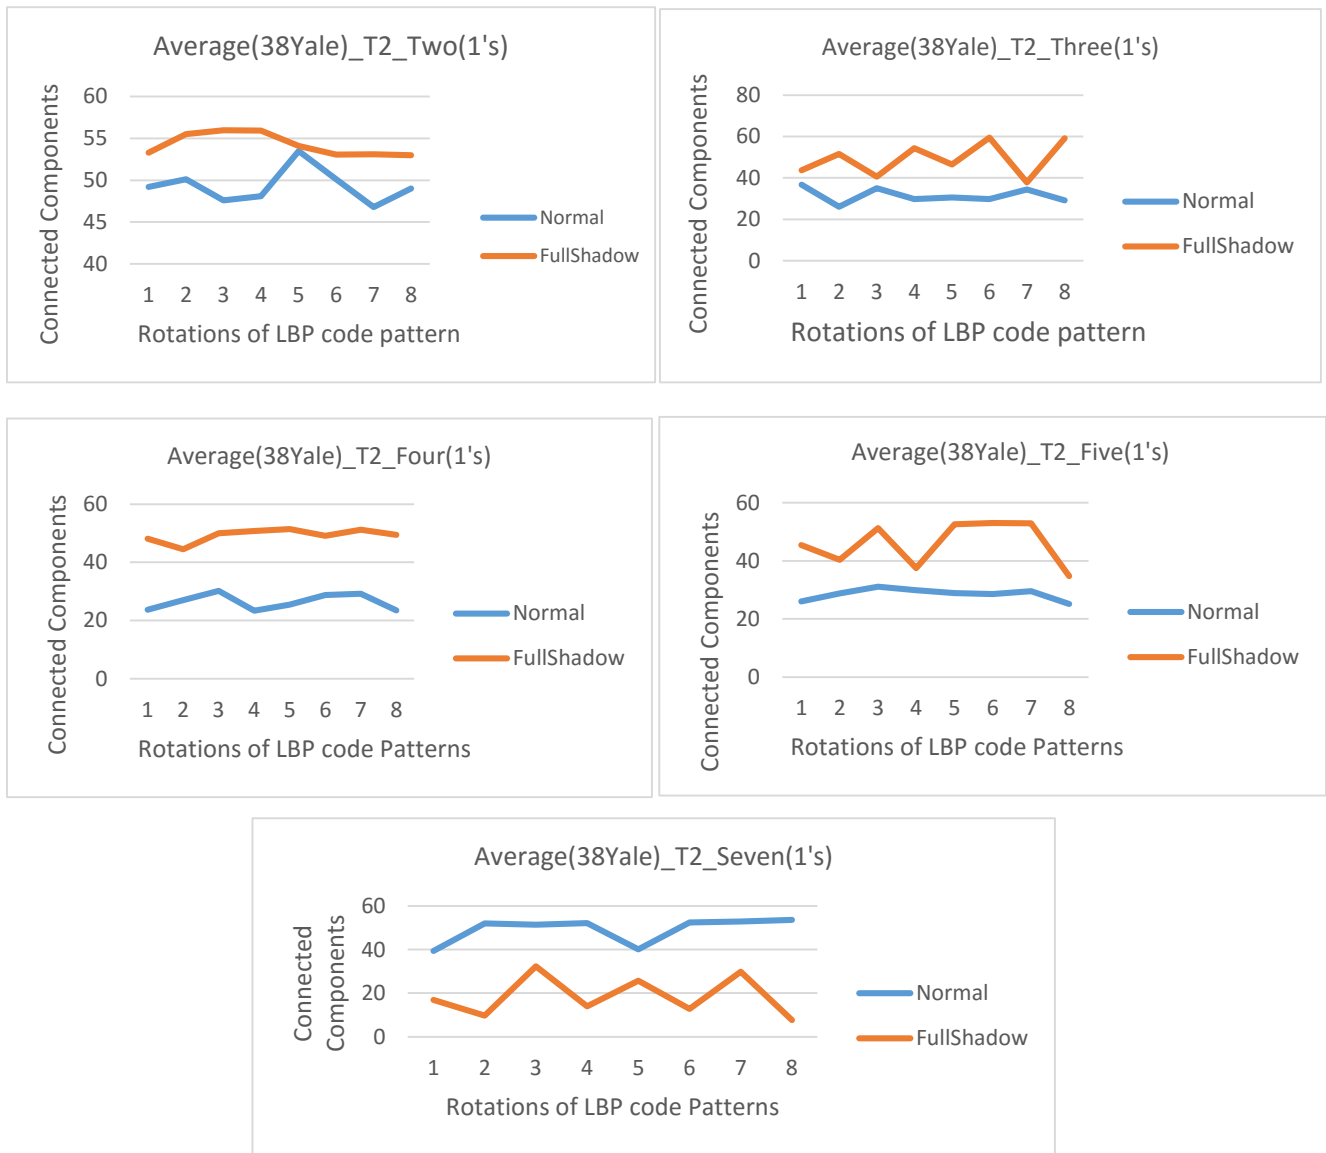 Average(38Yale)_T2_Two(1's)
Connected Components
60
55
50
45
40
1 2 3 4 5 6 7 8
Rotations of LBP code pattern
Normal
FullShadow
Average(38Yale)_T2_Three(1's)
Connected Components
80
60
40
20
0
1 2 3 4 5 6 7 8
Rotations of LBP code pattern
Normal
FullShadow
Average(38Yale)_T2_Four(1's)
Connected Components
60
40
20
0
1 2 3 4 5 6 7 8
Rotations of LBP code Patterns
Normal
FullShadow
Average(38Yale)_T2_Five(1's)
Connected Components
60
40
20
0
1 2 3 4 5 6 7 8
Rotations of LBP code Patterns
Normal
FullShadow
Average(38Yale)_T2_Seven(1's)
Connected
Components
60
40
20
0
1 2 3 4 5 6 7 8
Rotations of LBP code Patterns
Normal
FullShadow